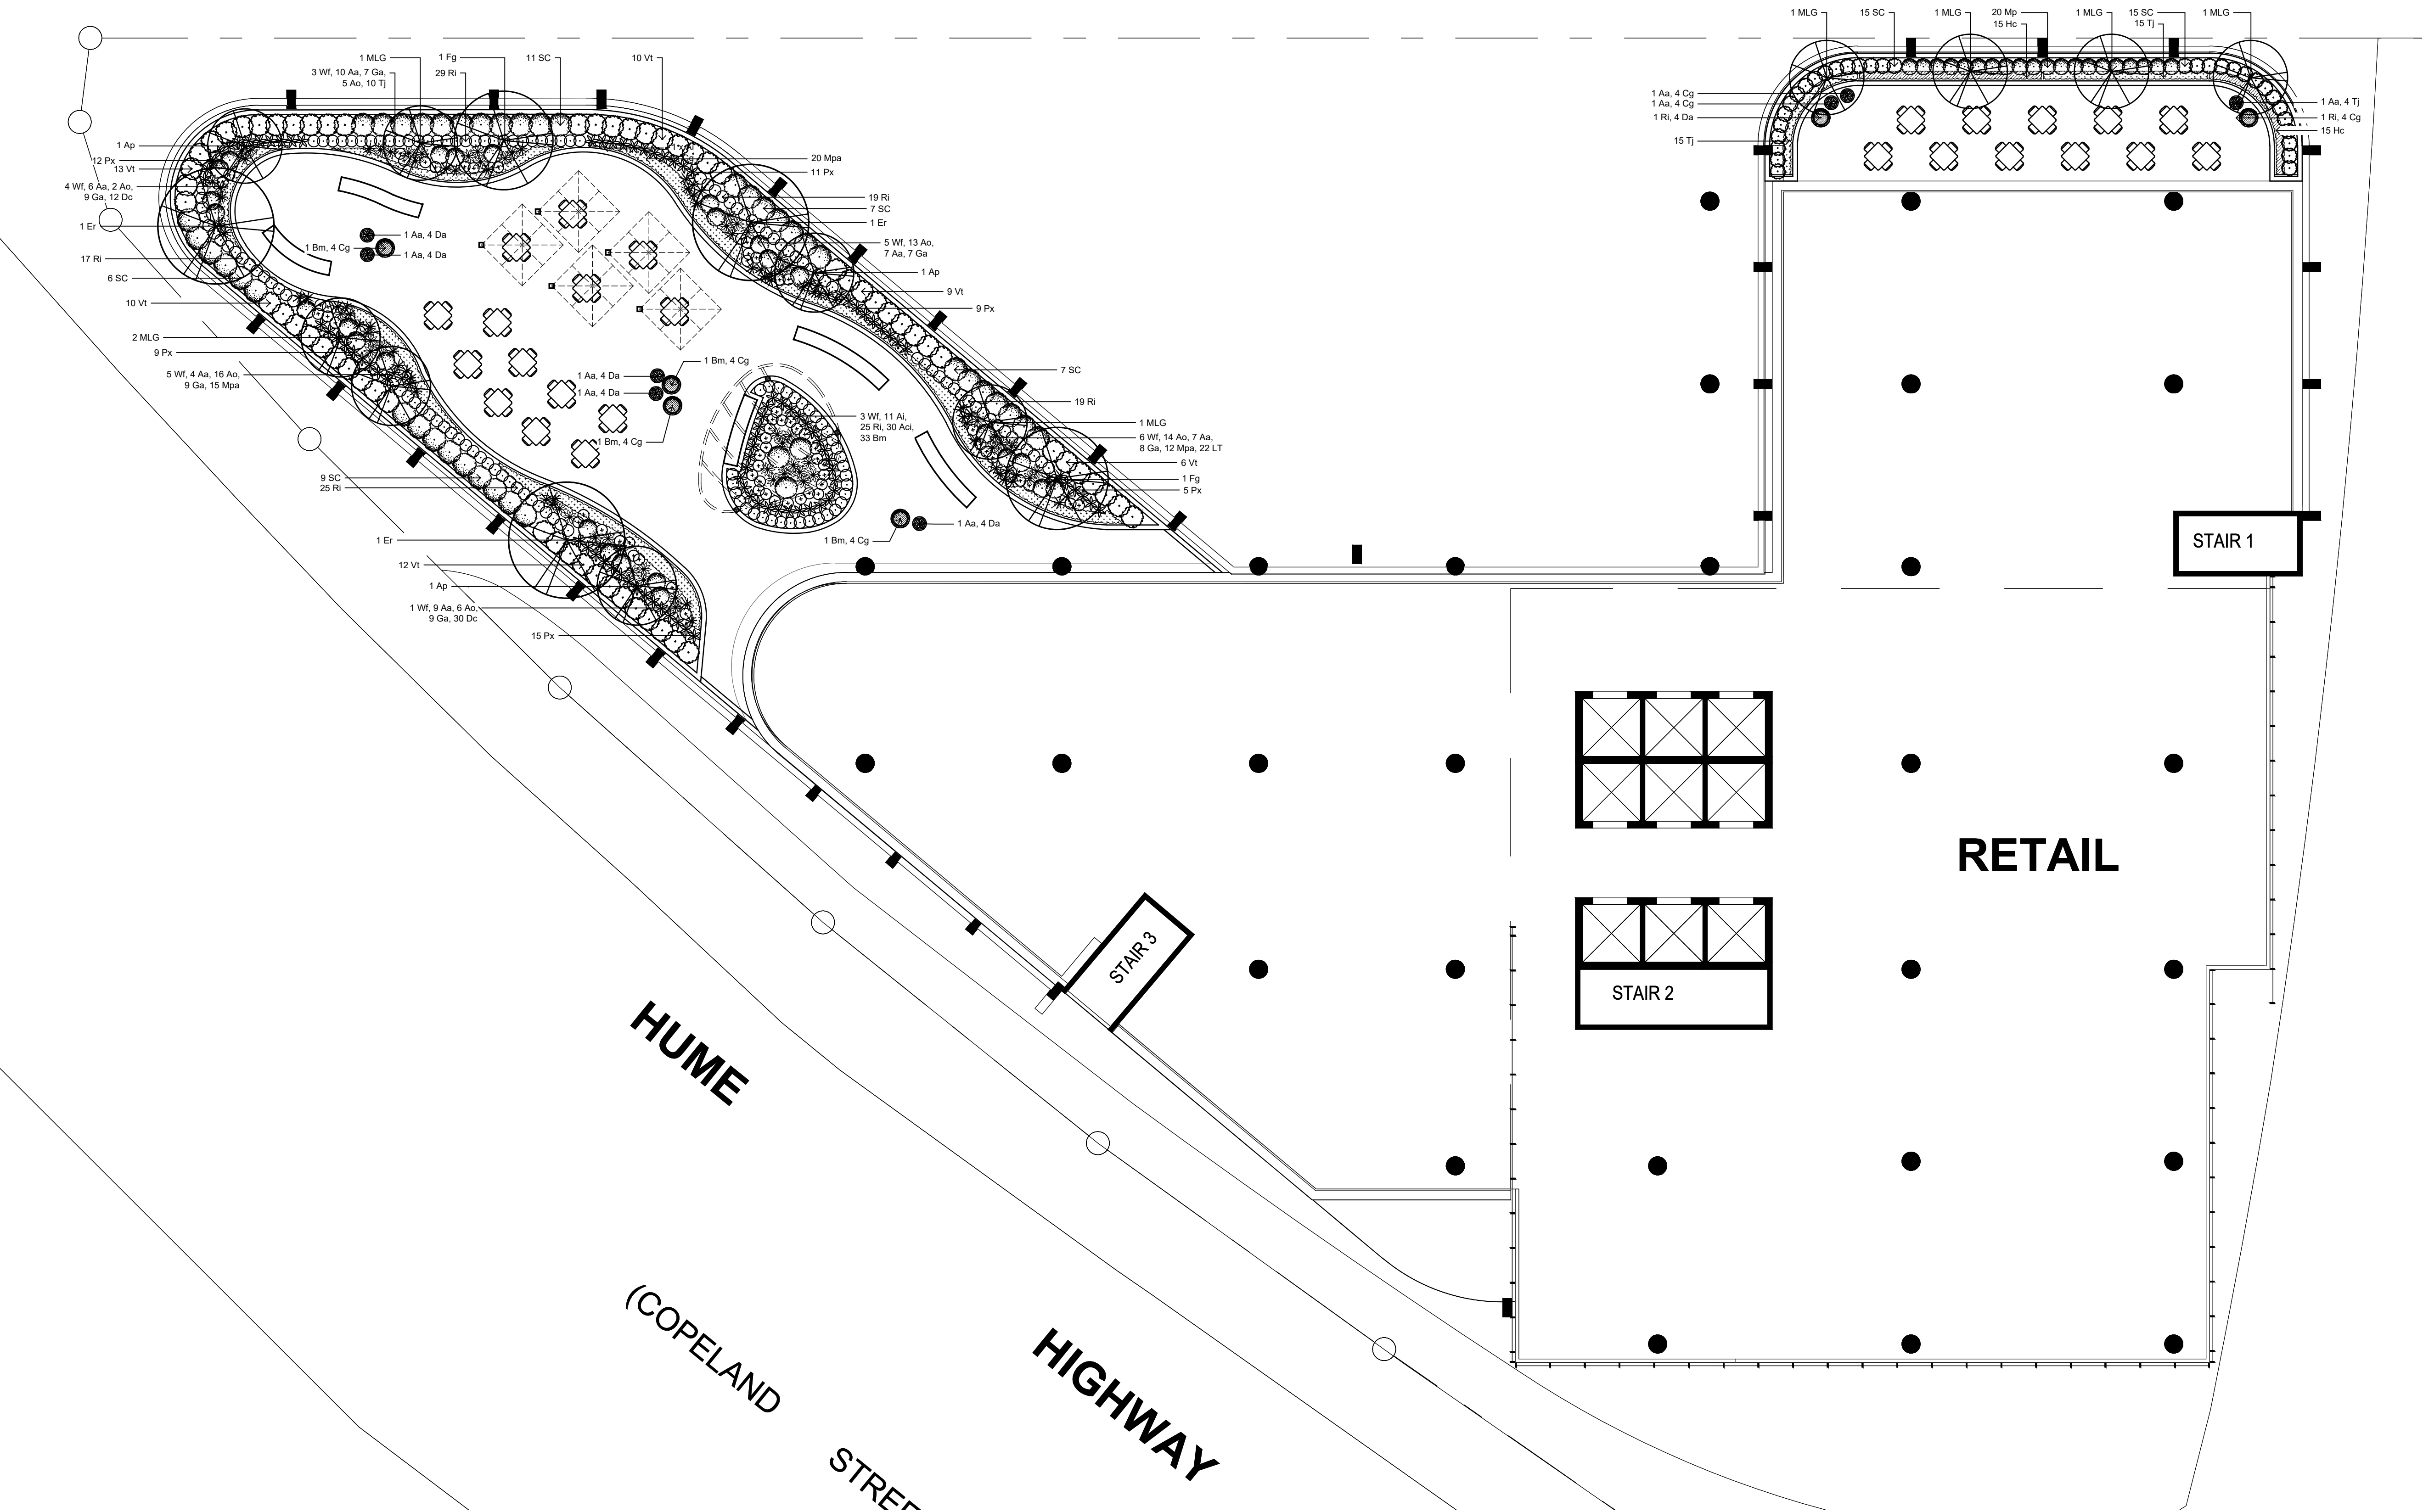 1 MLG
15 SC
1 MLG
20 Mp
15 Hc
1 MLG
15 SC
15 Tj
1 MLG
1 Aa, 4 Cg
1 Aa, 4 Cg
1 Ri, 4 Da
15 Tj
1 Aa, 4 Tj
1 Ri, 4 Cg
15 Hc
1 MLG
3 Wf, 10 Aa, 7 Ga,
5 Ao, 10 Tj
1 Fg
29 Ri
11 SC
10 Vt
1 Ap
12 Px
13 Vt
4 Wf, 6 Aa, 2 Ao,
9 Ga, 12 Dc
1 Er
17 Ri
6 SC
10 Vt
2 MLG
9 Px
5 Wf, 4 Aa, 16 Ao,
9 Ga, 15 Mpa
9 SC
25 Ri
1 Er
12 Vt
1 Ap
1 Wf, 9 Aa, 6 Ao,
9 Ga, 30 Dc
15 Px
1 Aa, 4 Da
1 Bm, 4 Cg
1 Aa, 4 Da
20 Mpa
11 Px
19 Ri
7 SC
1 Er
5 Wf, 13 Ao,
7 Aa, 7 Ga
1 Ap
9 Vt
9 Px
7 SC
19 Ri
1 MLG
6 Wf, 14 Ao, 7 Aa,
8 Ga, 12 Mpa, 22 LT
6 Vt
1 Fg
5 Px
1 Bm, 4 Cg
1 Aa, 4 Da
1 Aa, 4 Da
1 Bm, 4 Cg
3 Wf, 11 Ai,
25 Ri, 30 Aci,
33 Bm
1 Aa, 4 Da
1 Bm, 4 Cg
STAIR 1
RETAIL
STAIR 3
STAIR 2
HUME
HIGHWAY
(COPELAND